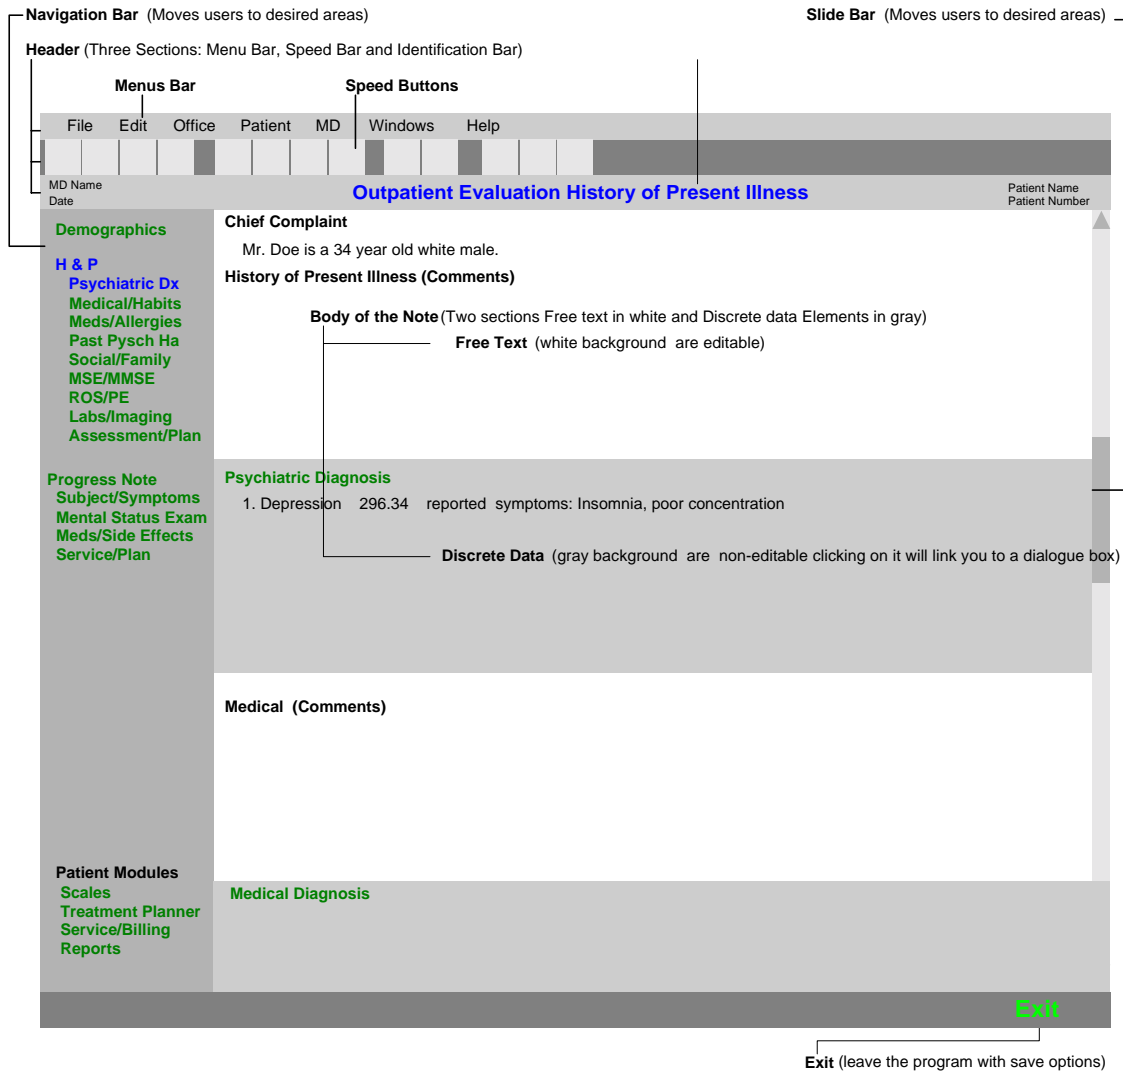 Navigation Bar (Moves users to desired areas)
Slide Bar (Moves users to desired areas)
Header (Three Sections: Menu Bar, Speed Bar and Identification Bar)
Menus Bar
Speed Buttons
File Edit Office Patient MD Windows Help
MD Name
Date
Outpatient Evaluation History of Present Illness
Patient Name
Patient Number
Demographics
H & P
Psychiatric Dx
Medical/Habits
Meds/Allergies
Past Pysch Ha
Social/Family
MSE/MMSE
ROS/PE
Labs/Imaging
Assessment/Plan
Progress Note
Subject/Symptoms
Mental Status Exam
Meds/Side Effects
Service/Plan
Patient Modules
Scales
Treatment Planner
Service/Billing
Reports
Chief Complaint
Mr. Doe is a 34 year old white male.
History of Present Illness (Comments)
Body of the Note (Two sections Free text in white and Discrete data Elements in gray)
Free Text (white background are editable)
Psychiatric Diagnosis
1. Depression 296.34 reported symptoms: Insomnia, poor concentration
Discrete Data (gray background are non-editable clicking on it will link you to a dialogue box)
Medical (Comments)
Medical Diagnosis
Exit
Exit (leave the program with save options)